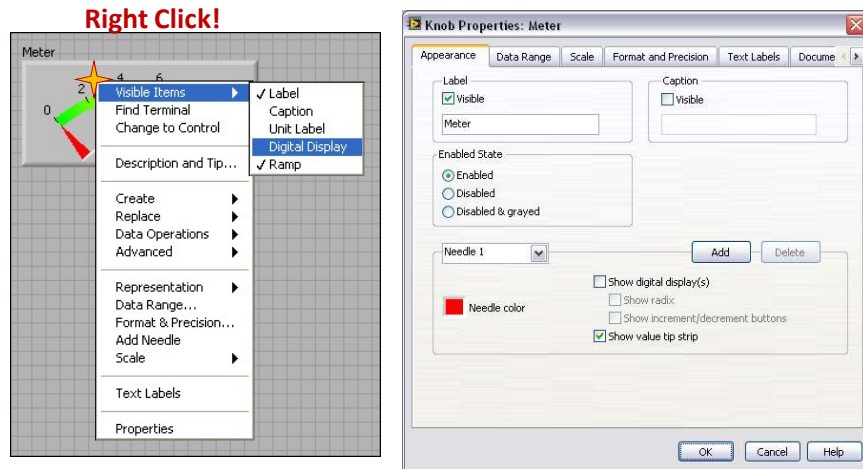 Right Click!
Meter
0 2 4 6
Visible Items
Find Terminal
Change to Control
Description and Tip...
Create
Replace
Data Operations
Advanced
Representation
Data Range...
Format & Precision...
Add Needle
Scale
Text Labels
Properties
Label
Caption
Unit Label
Digital Display
Ramp
Knob Properties: Meter
Appearance Data Range Scale Format and Precision Text Labels Docume
Label
Visible
Meter
Caption
Visible
Enabled State
Enabled
Disabled
Disabled & grayed
Needle 1
Add Delete
Needle color
Show digital display(s)
Show radix
Show increment/decrement buttons
Show value tip strip
OK Cancel Help